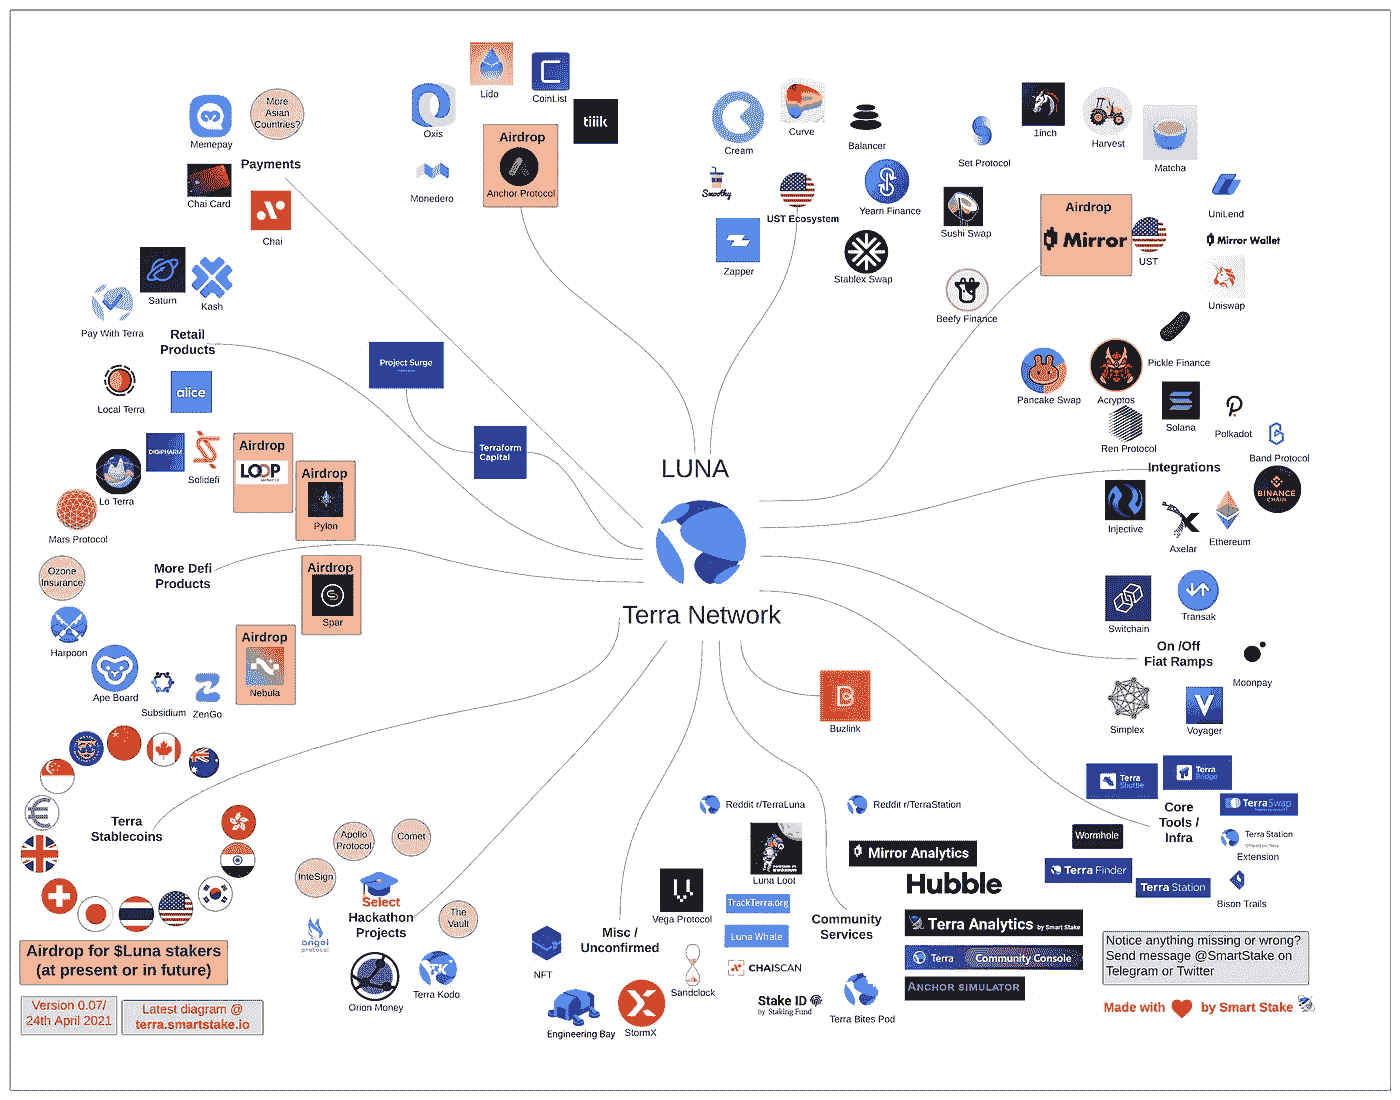 Lido
CoinList
tiiik
Oxis
Monedero
Airdrop
Anchor Protocol
Memepay
More
Asian
Countries?
Payments
Chai Card
Chai
Cream
Curve
Balancer
Smoothy
UST Ecosystem
Yearn Finance
Zapper
Stablex Swap
Set Protocol
1inch
Harvest
Matcha
Sushi Swap
Beefy Finance
Airdrop
Mirror
UST
UniLend
Mirror Wallet
Uniswap
Saturn
Kash
Pay With Terra
Retail
Products
Local Terra
alice
Project Surge
Terraform
Capital
LUNA
Terra Network
Pickle Finance
Pancake Swap
Acryptos
Solana
Polkadot
Ren Protocol
Band Protocol
Integrations
BINANCE
CHAIN
Injective
Axelar
Ethereum
DIGIPHARM
Solidefi
Lo Terra
Mars Protocol
Airdrop
LOOP
Airdrop
Pylon
More Defi
Products
Ozone
Insurance
Harpoon
Ape Board
Subsidium
ZenGo
Airdrop
Spar
Airdrop
Nebula
Switchain
Transak
On /Off
Fiat Ramps
Moonpay
Simplex
Voyager
Buzlink
Terra
Stablecoins
Terra
Shuttle
Terra
Bridge
TerraSwap
Core
Tools /
Infra
Wormhole
Terra Station
Extension
Terra Finder
Terra Station
Bison Trails
Apollo
Protocol
Comet
InteSign
Select
Hackathon
Projects
The
Vault
angel
protocol
Orion Money
Terra Kodo
Misc /
Unconfirmed
NFT
Engineering Bay
StormX
Vega Protocol
Sandclock
Reddit r/TerraLuna
Reddit r/TerraStation
Luna Loot
TrackTerra.org
Luna Whale
CHAISCAN
Stake ID
by Staking Fund
Community
Services
Terra Bites Pod
Mirror Analytics
Hubble
Terra Analytics by Smart Stake
Terra Community Console
ANCHOR SIMULATOR
Airdrop for $Luna stakers
(at present or in future)
Version 0.07/
24th April 2021
Latest diagram @
terra.smartstake.io
Notice anything missing or wrong?
Send message @SmartStake on
Telegram or Twitter
Made with by Smart Stake